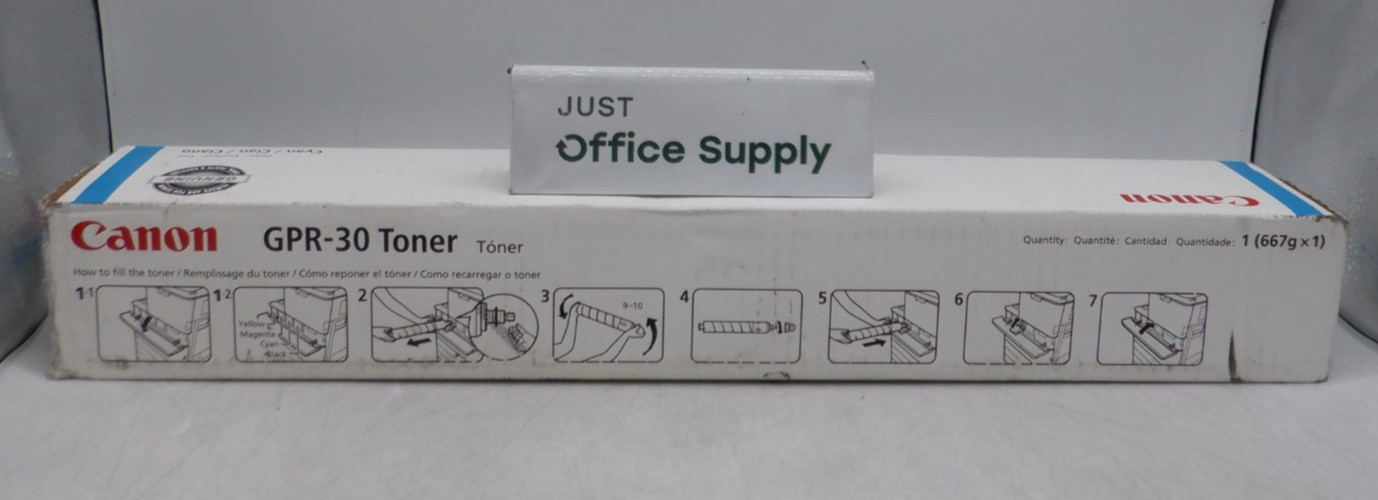 JUST
Office Supply
Cyan / Cian / Ciano
GENUINE
Canon
Canon GPR-30 Toner Tóner
Quantity: Quantité: Cantidad: Quantidade: 1 (667g×1)
How to fill the toner / Remplissage du toner / Cómo reponer el tóner / Como recarregar o toner
1-1 1-2 2 3 4 5 6 7
9-10
Yellow
Magenta
Cyan
Black